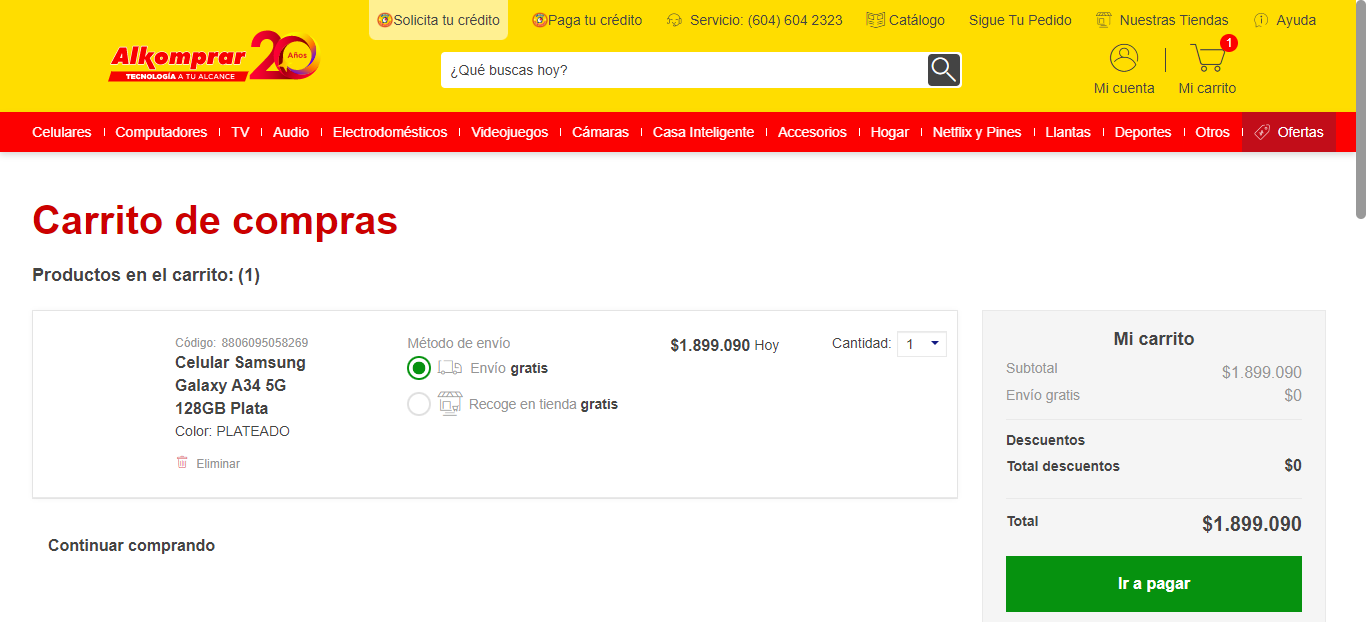 Solicita tu crédito
Paga tu crédito
Servicio: (604) 604 2323
Catálogo
Sigue Tu Pedido
Nuestras Tiendas
Ayuda
Alkomprar 20 Años
TECNOLOGÍA A TU ALCANCE
¿Qué buscas hoy?
Mi cuenta
1
Mi carrito
Celulares
Computadores
TV
Audio
Electrodomésticos
Videojuegos
Cámaras
Casa Inteligente
Accesorios
Hogar
Netflix y Pines
Llantas
Deportes
Otros
Ofertas
Carrito de compras
Productos en el carrito: (1)
Código: 8806095058269
Celular Samsung
Galaxy A34 5G
128GB Plata
Color: PLATEADO
Eliminar
Método de envío
Envío gratis
Recoge en tienda gratis
$1.899.090 Hoy
Cantidad: 1
Continuar comprando
Mi carrito
Subtotal $1.899.090
Envío gratis $0
Descuentos
Total descuentos $0
Total $1.899.090
Ir a pagar